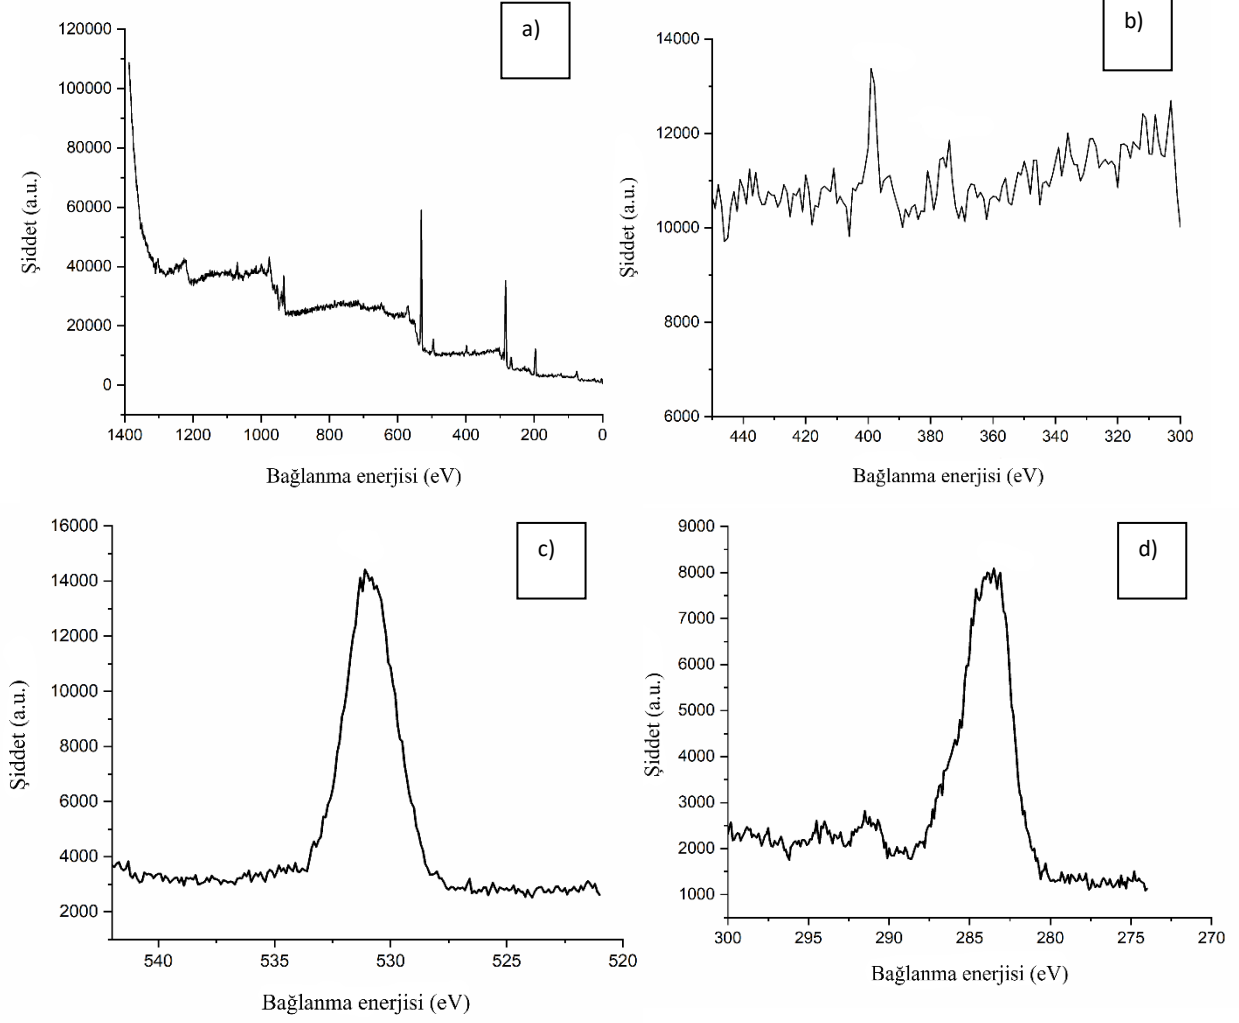 a)
120000
100000
80000
60000
40000
20000
0
Şiddet (a.u.)
1400 1200 1000 800 600 400 200 0
Bağlanma enerjisi (eV)
b)
14000
12000
10000
8000
6000
Şiddet (a.u.)
440 420 400 380 360 340 320 300
Bağlanma enerjisi (eV)
c)
16000
14000
12000
10000
8000
6000
4000
2000
Şiddet (a.u.)
540 535 530 525 520
Bağlanma enerjisi (eV)
d)
9000
8000
7000
6000
5000
4000
3000
2000
1000
Şiddet (a.u.)
300 295 290 285 280 275 270
Bağlanma enerjisi (eV)